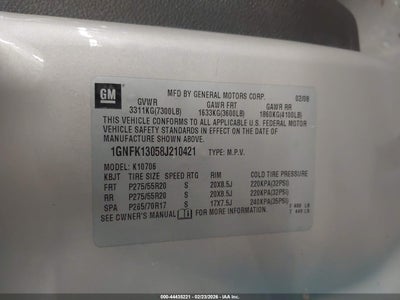 GM
MFD BY GENERAL MOTORS CORP. 02/08
GVWR GAWR FRT GAWR RR
3311KG(7300LB) 1633KG(3600LB) 1860KG(4100LB)
THIS VEHICLE CONFORMS TO ALL APPLICABLE U.S. FEDERAL
MOTOR VEHICLE SAFETY STANDARDS IN EFFECT ON THE
DATE OF MANUFACTURE SHOWN ABOVE.
1GNFK13058J210421 TYPE: M.P.V.
MODEL: K10706
KBJT TIRE SIZE SPEED RTG RIM COLD TIRE PRESSURE
FRT P275/55R20 S 20X8.5J 220KPA(32PSI)
RR P275/55R20 S 20X8.5J 220KPA(32PSI)
SPA P265/70R17 S 17X7.5J 240KPA(35PSI)
SEE OWNER'S MANUAL FOR ADDITIONAL INFORMATION.
000-44435221 - 02/23/2026 - IAAI.COM